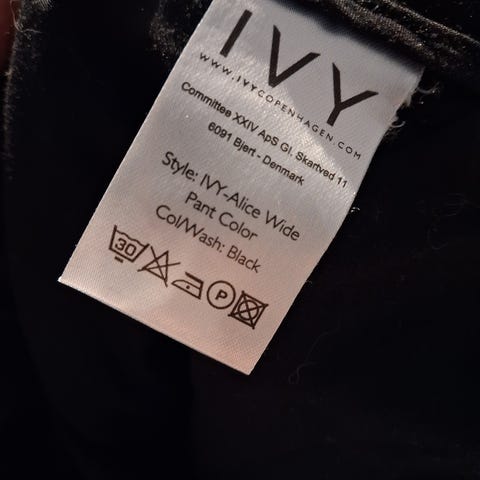 IVY
WWW.IVYCOPENHAGEN.COM
Committee XXIV ApS Gl. Skartved 11
6091 Bjert - Denmark
Style: IVY-Alice Wide
Pant Color
Col/Wash: Black
30
P